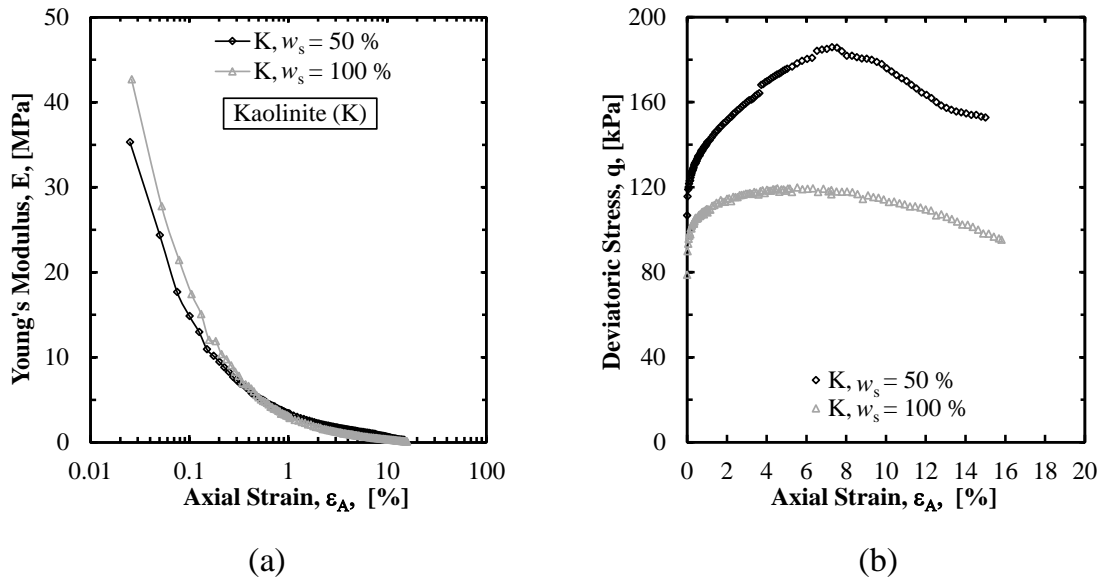 K, ws = 50 %
K, ws = 100 %
Kaolinite (K)
Young's Modulus, E, [MPa]
50
40
30
20
10
0
0.01
0.1
1
10
100
Axial Strain, εA, [%]
(a)
Deviatoric Stress, q, [kPa]
200
160
120
80
40
0
K, ws = 50 %
K, ws = 100 %
0
2
4
6
8
10
12
14
16
18
20
Axial Strain, εA, [%]
(b)